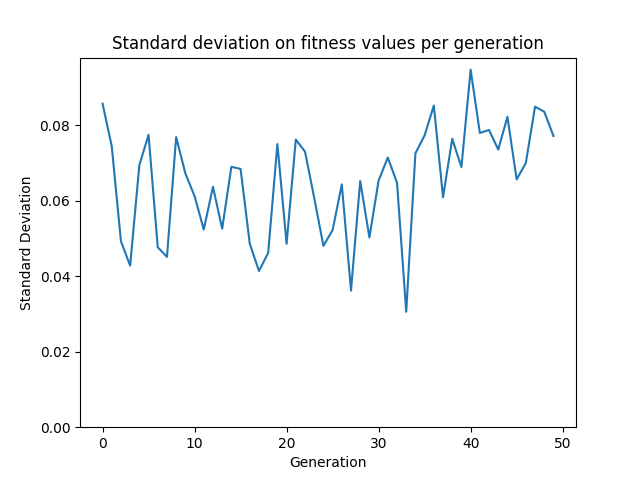 Standard deviation on fitness values per generation
Standard Deviation
0.08
0.06
0.04
0.02
0.00
0 10 20 30 40 50
Generation